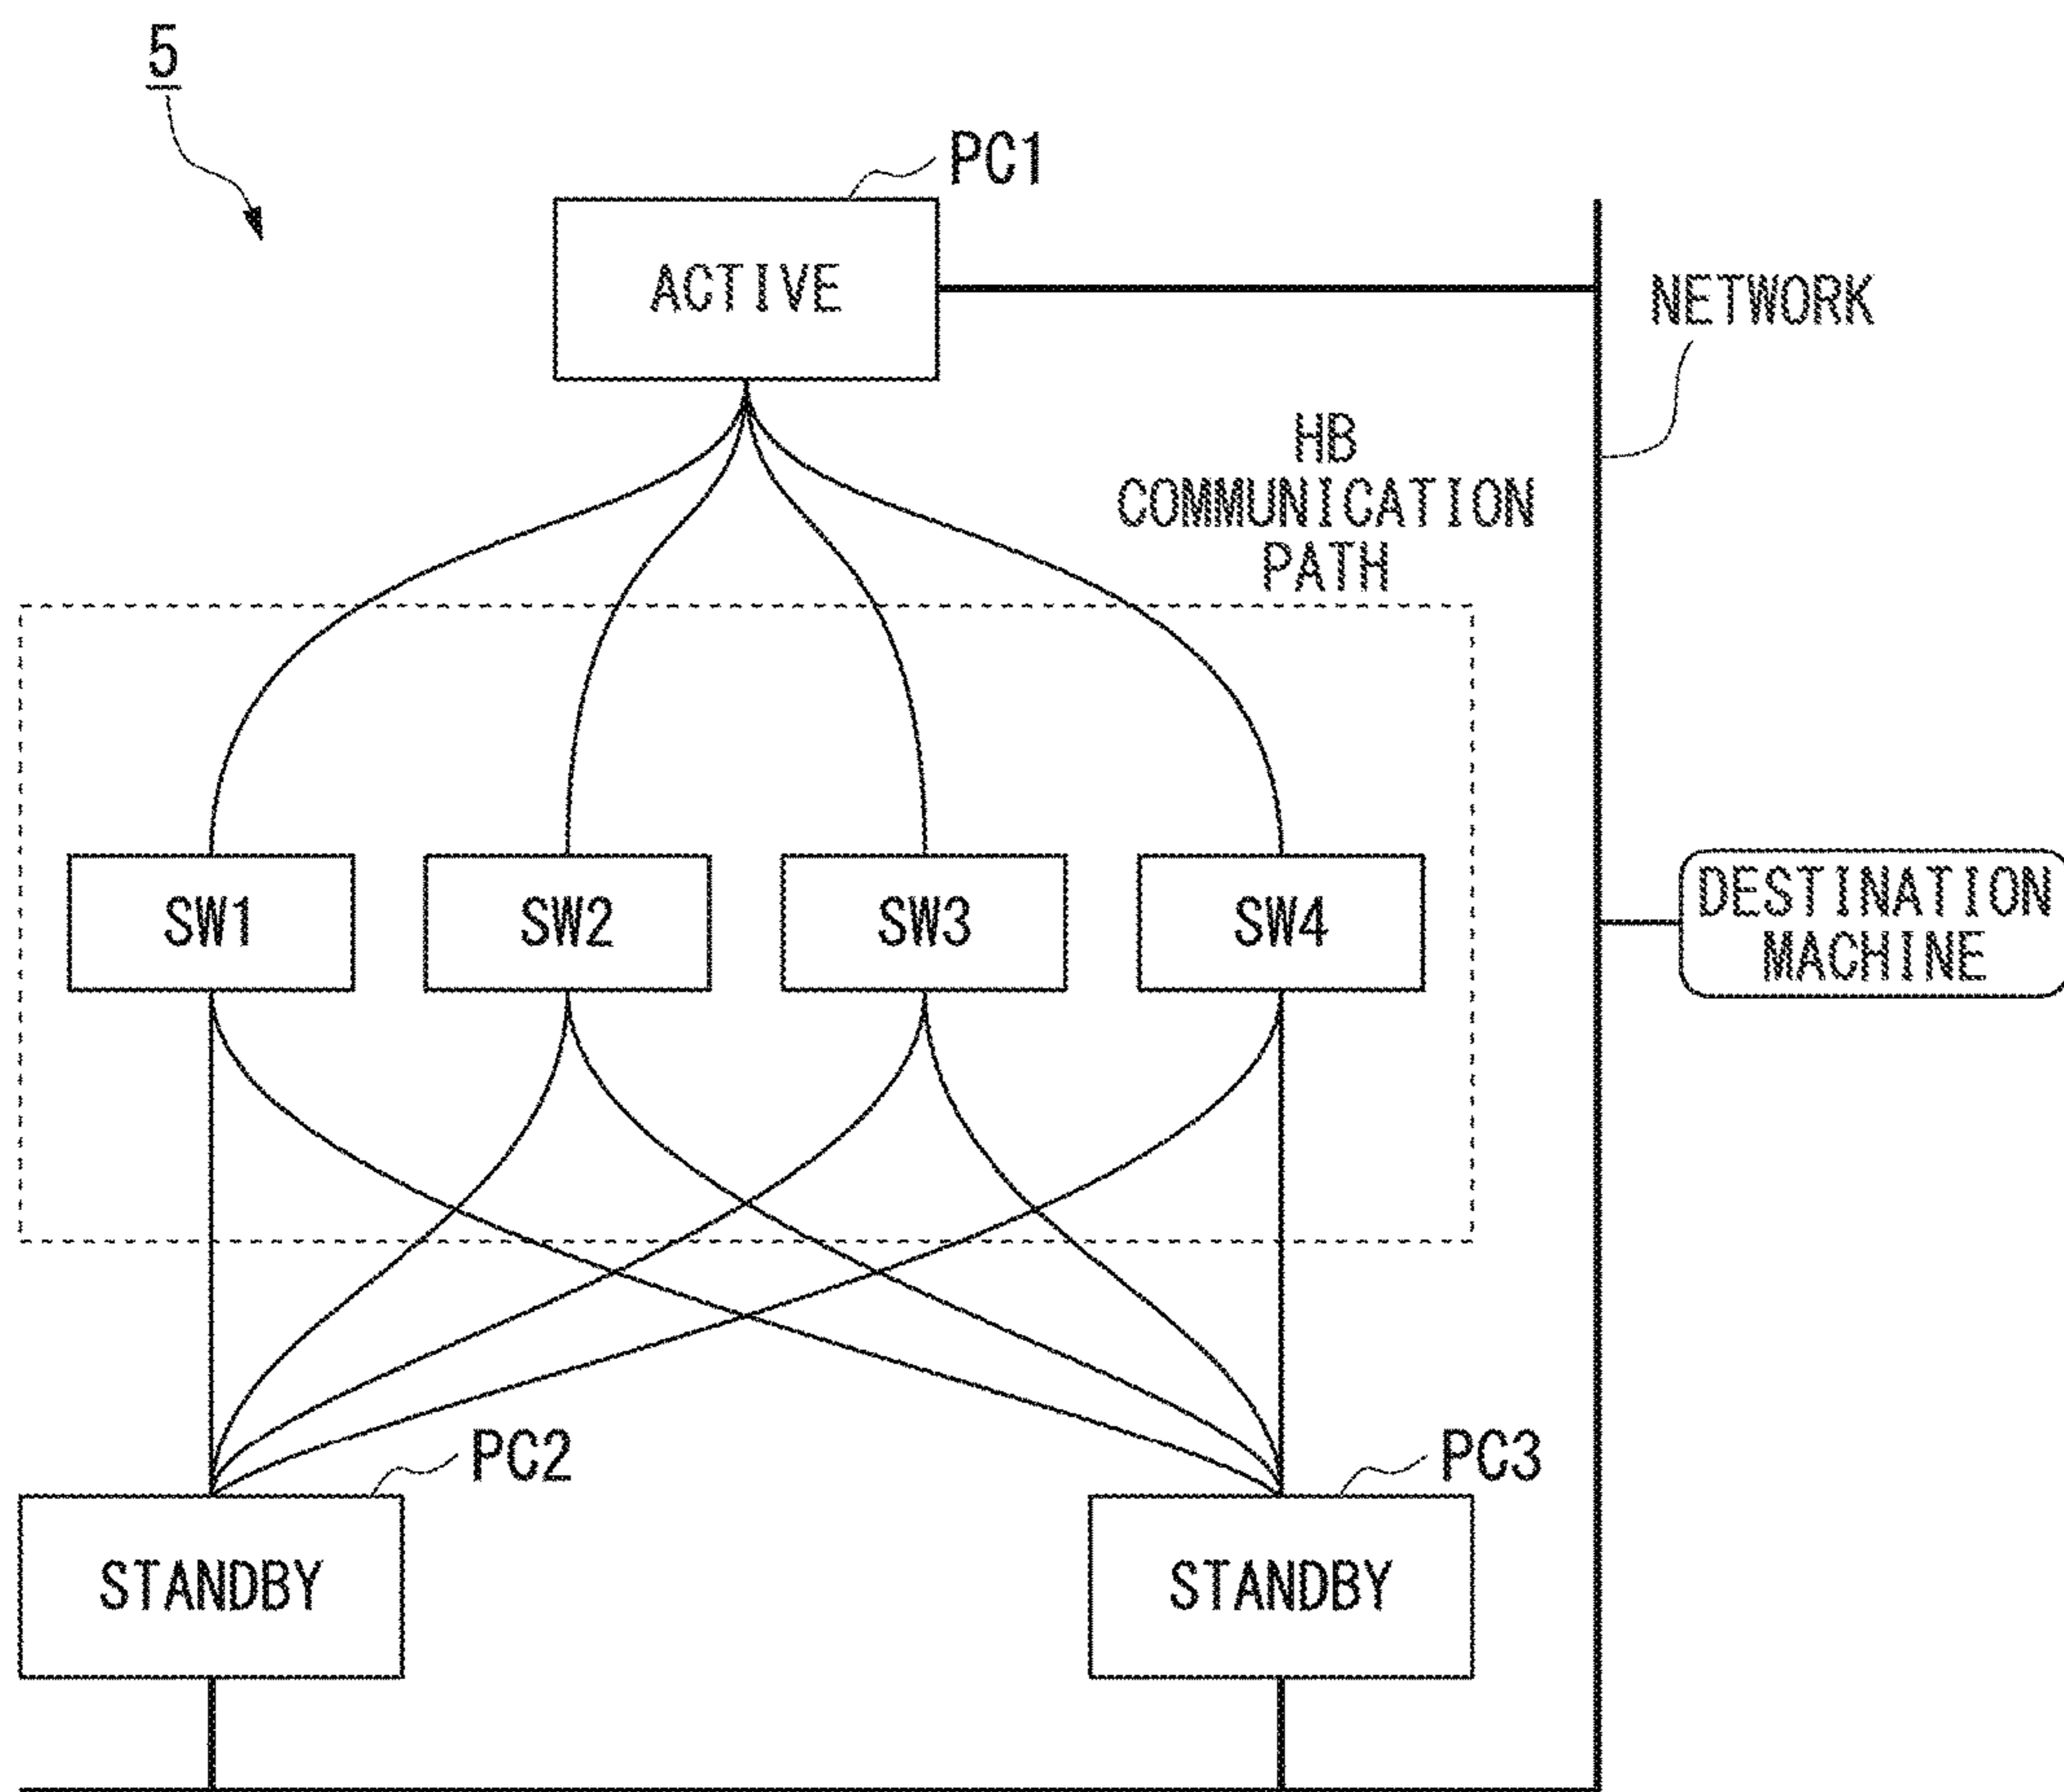 5
PC1
ACTIVE
NETWORK
HB
COMMUNICATION
PATH
SW1
SW2
SW3
SW4
DESTINATION
MACHINE
PC2
PC3
STANDBY
STANDBY